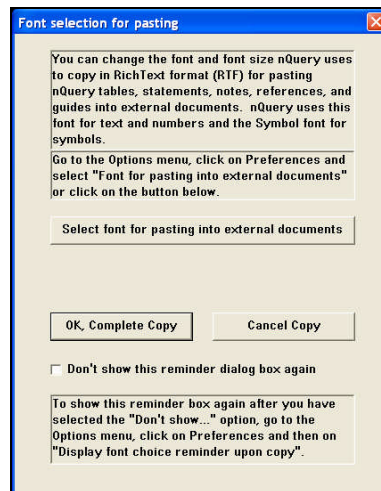 Font selection for pasting
You can change the font and font size nQuery uses
to copy in RichText format (RTF) for pasting
nQuery tables, statements, notes, references, and
guides into external documents.  nQuery uses this
font for text and numbers and the Symbol font for
symbols.
Go to the Options menu, click on Preferences and
select "Font for pasting into external documents"
or click on the button below.
Select font for pasting into external documents
OK, Complete Copy
Cancel Copy
Don't show this reminder dialog box again
To show this reminder box again after you have
selected the "Don't show..." option, go to the
Options menu, click on Preferences and then on
"Display font choice reminder upon copy".